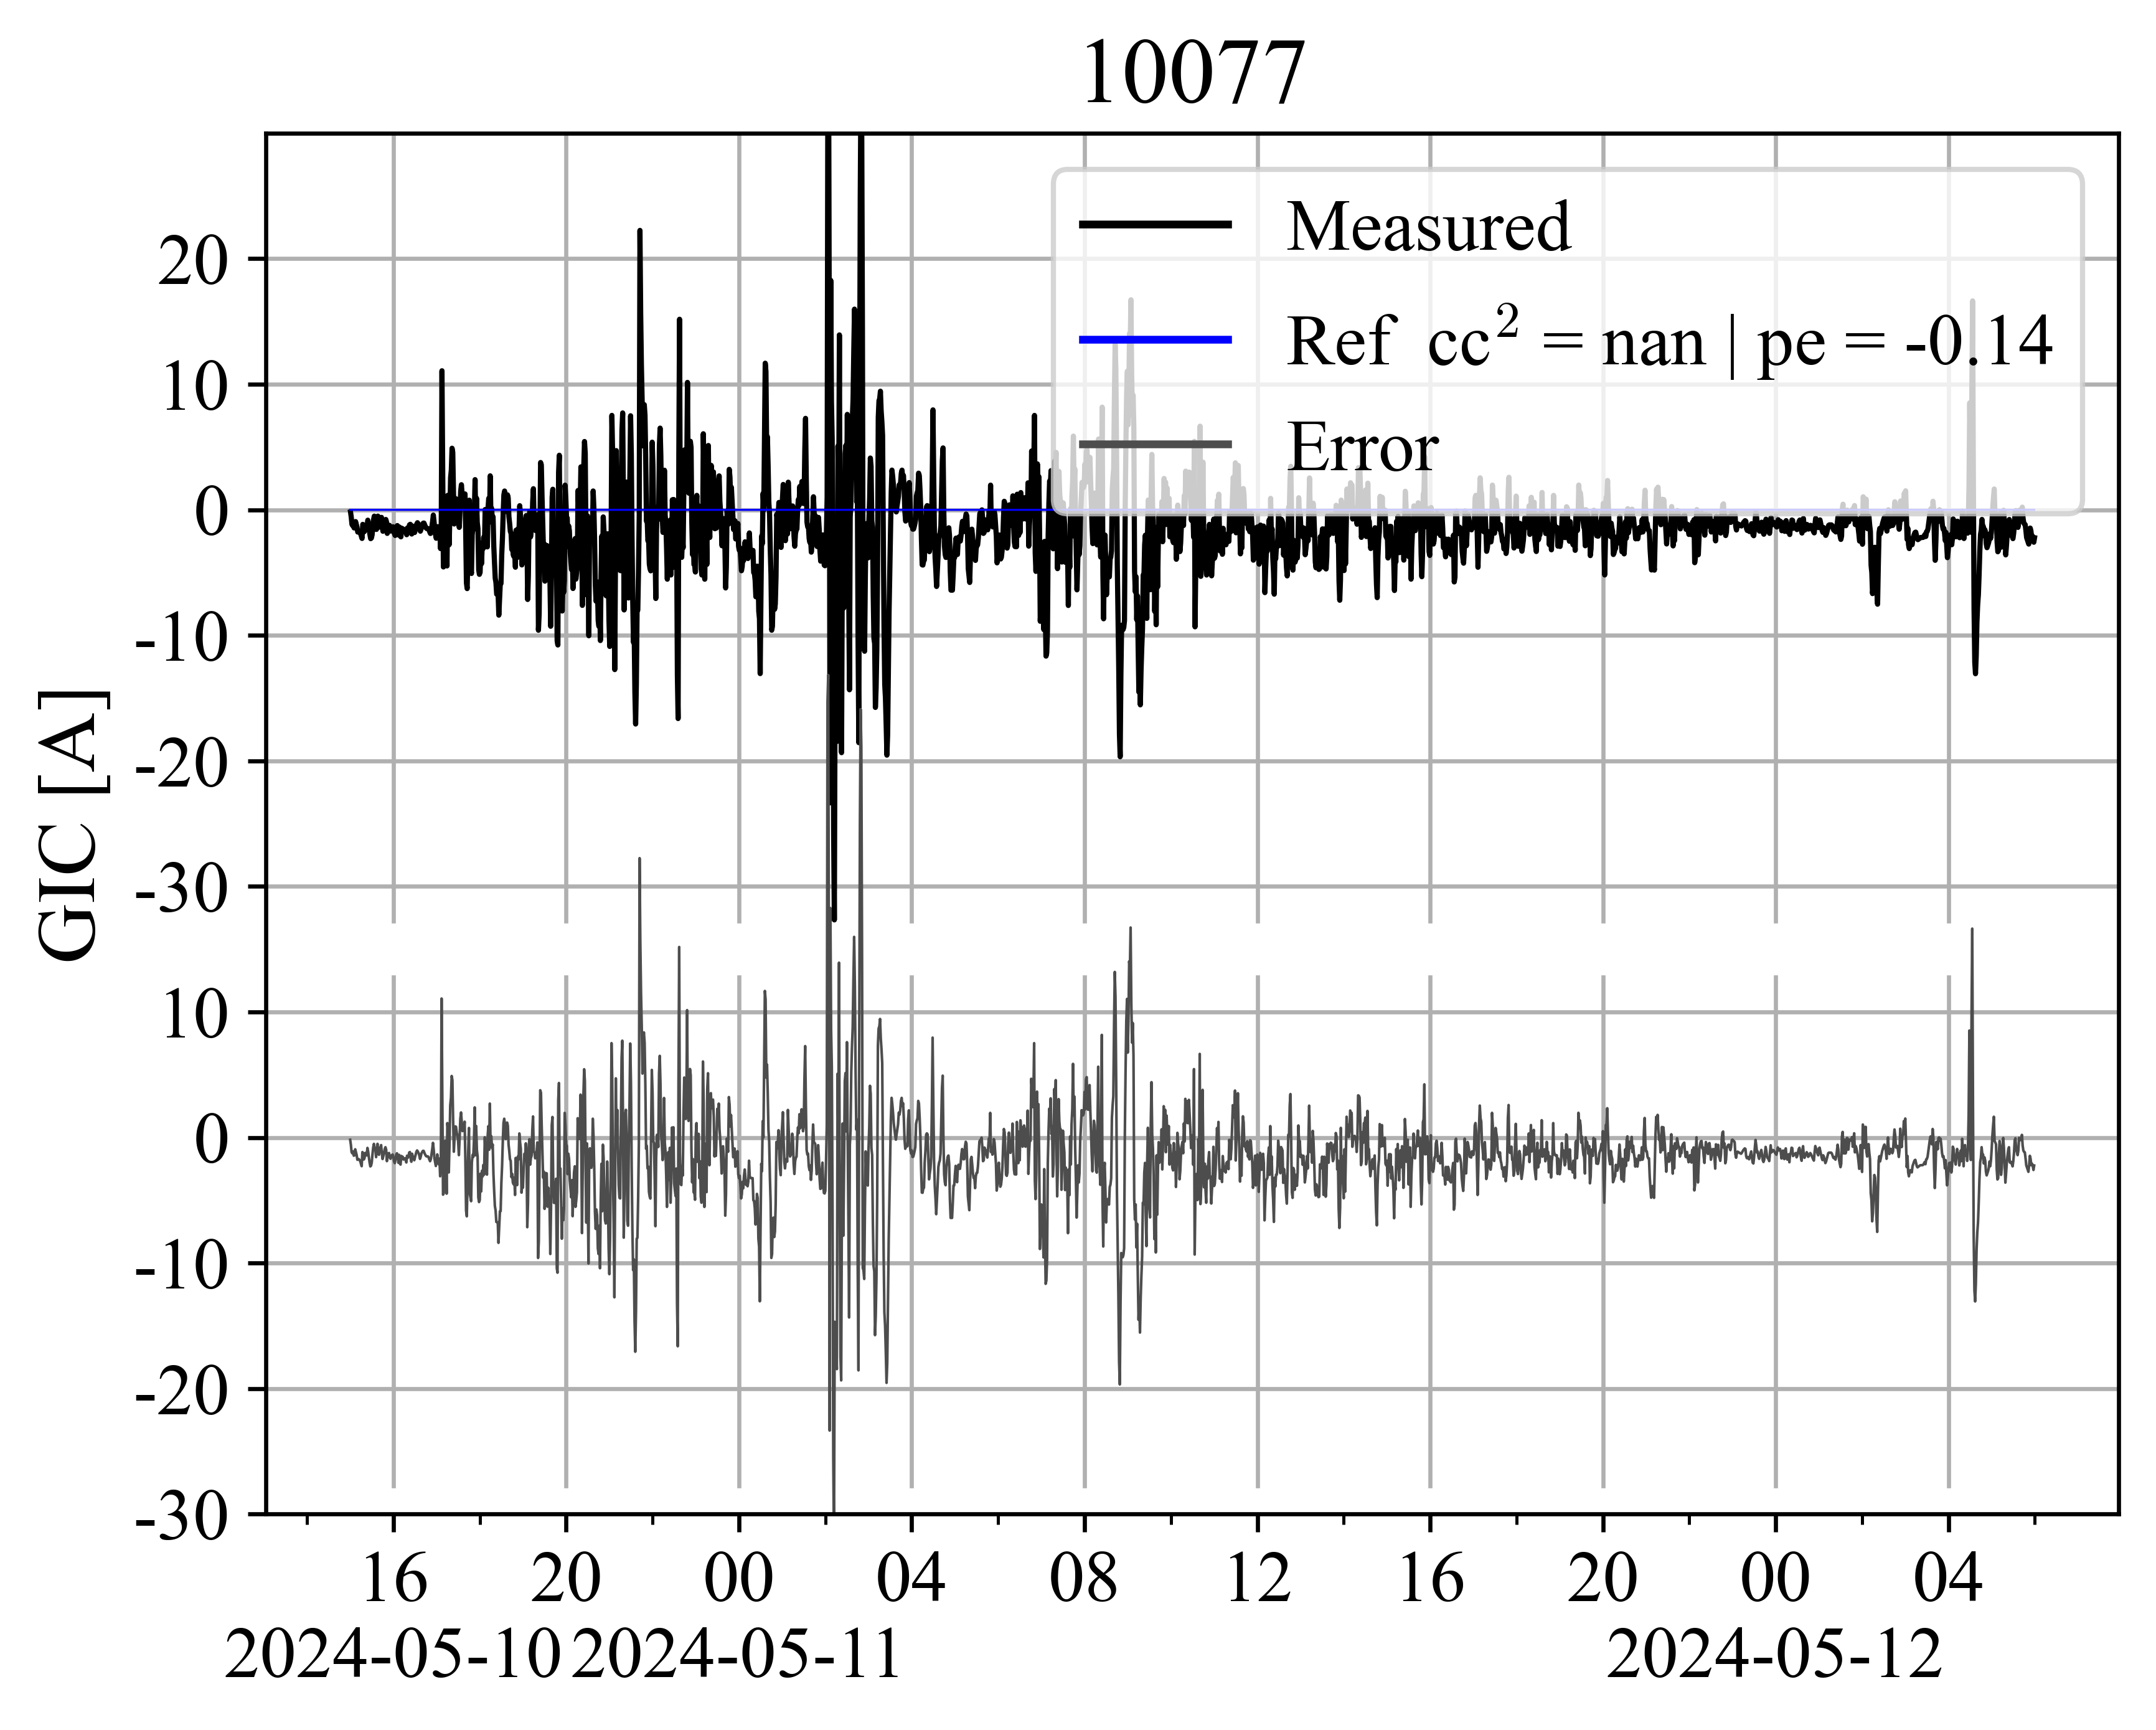 10077
GIC [A]
20
10
0
-10
-20
-30
10
0
-10
-20
-30
Measured
Ref cc² = nan | pe = -0.14
Error
16 20 00 04 08 12 16 20 00 04
2024-05-10 2024-05-11 2024-05-12